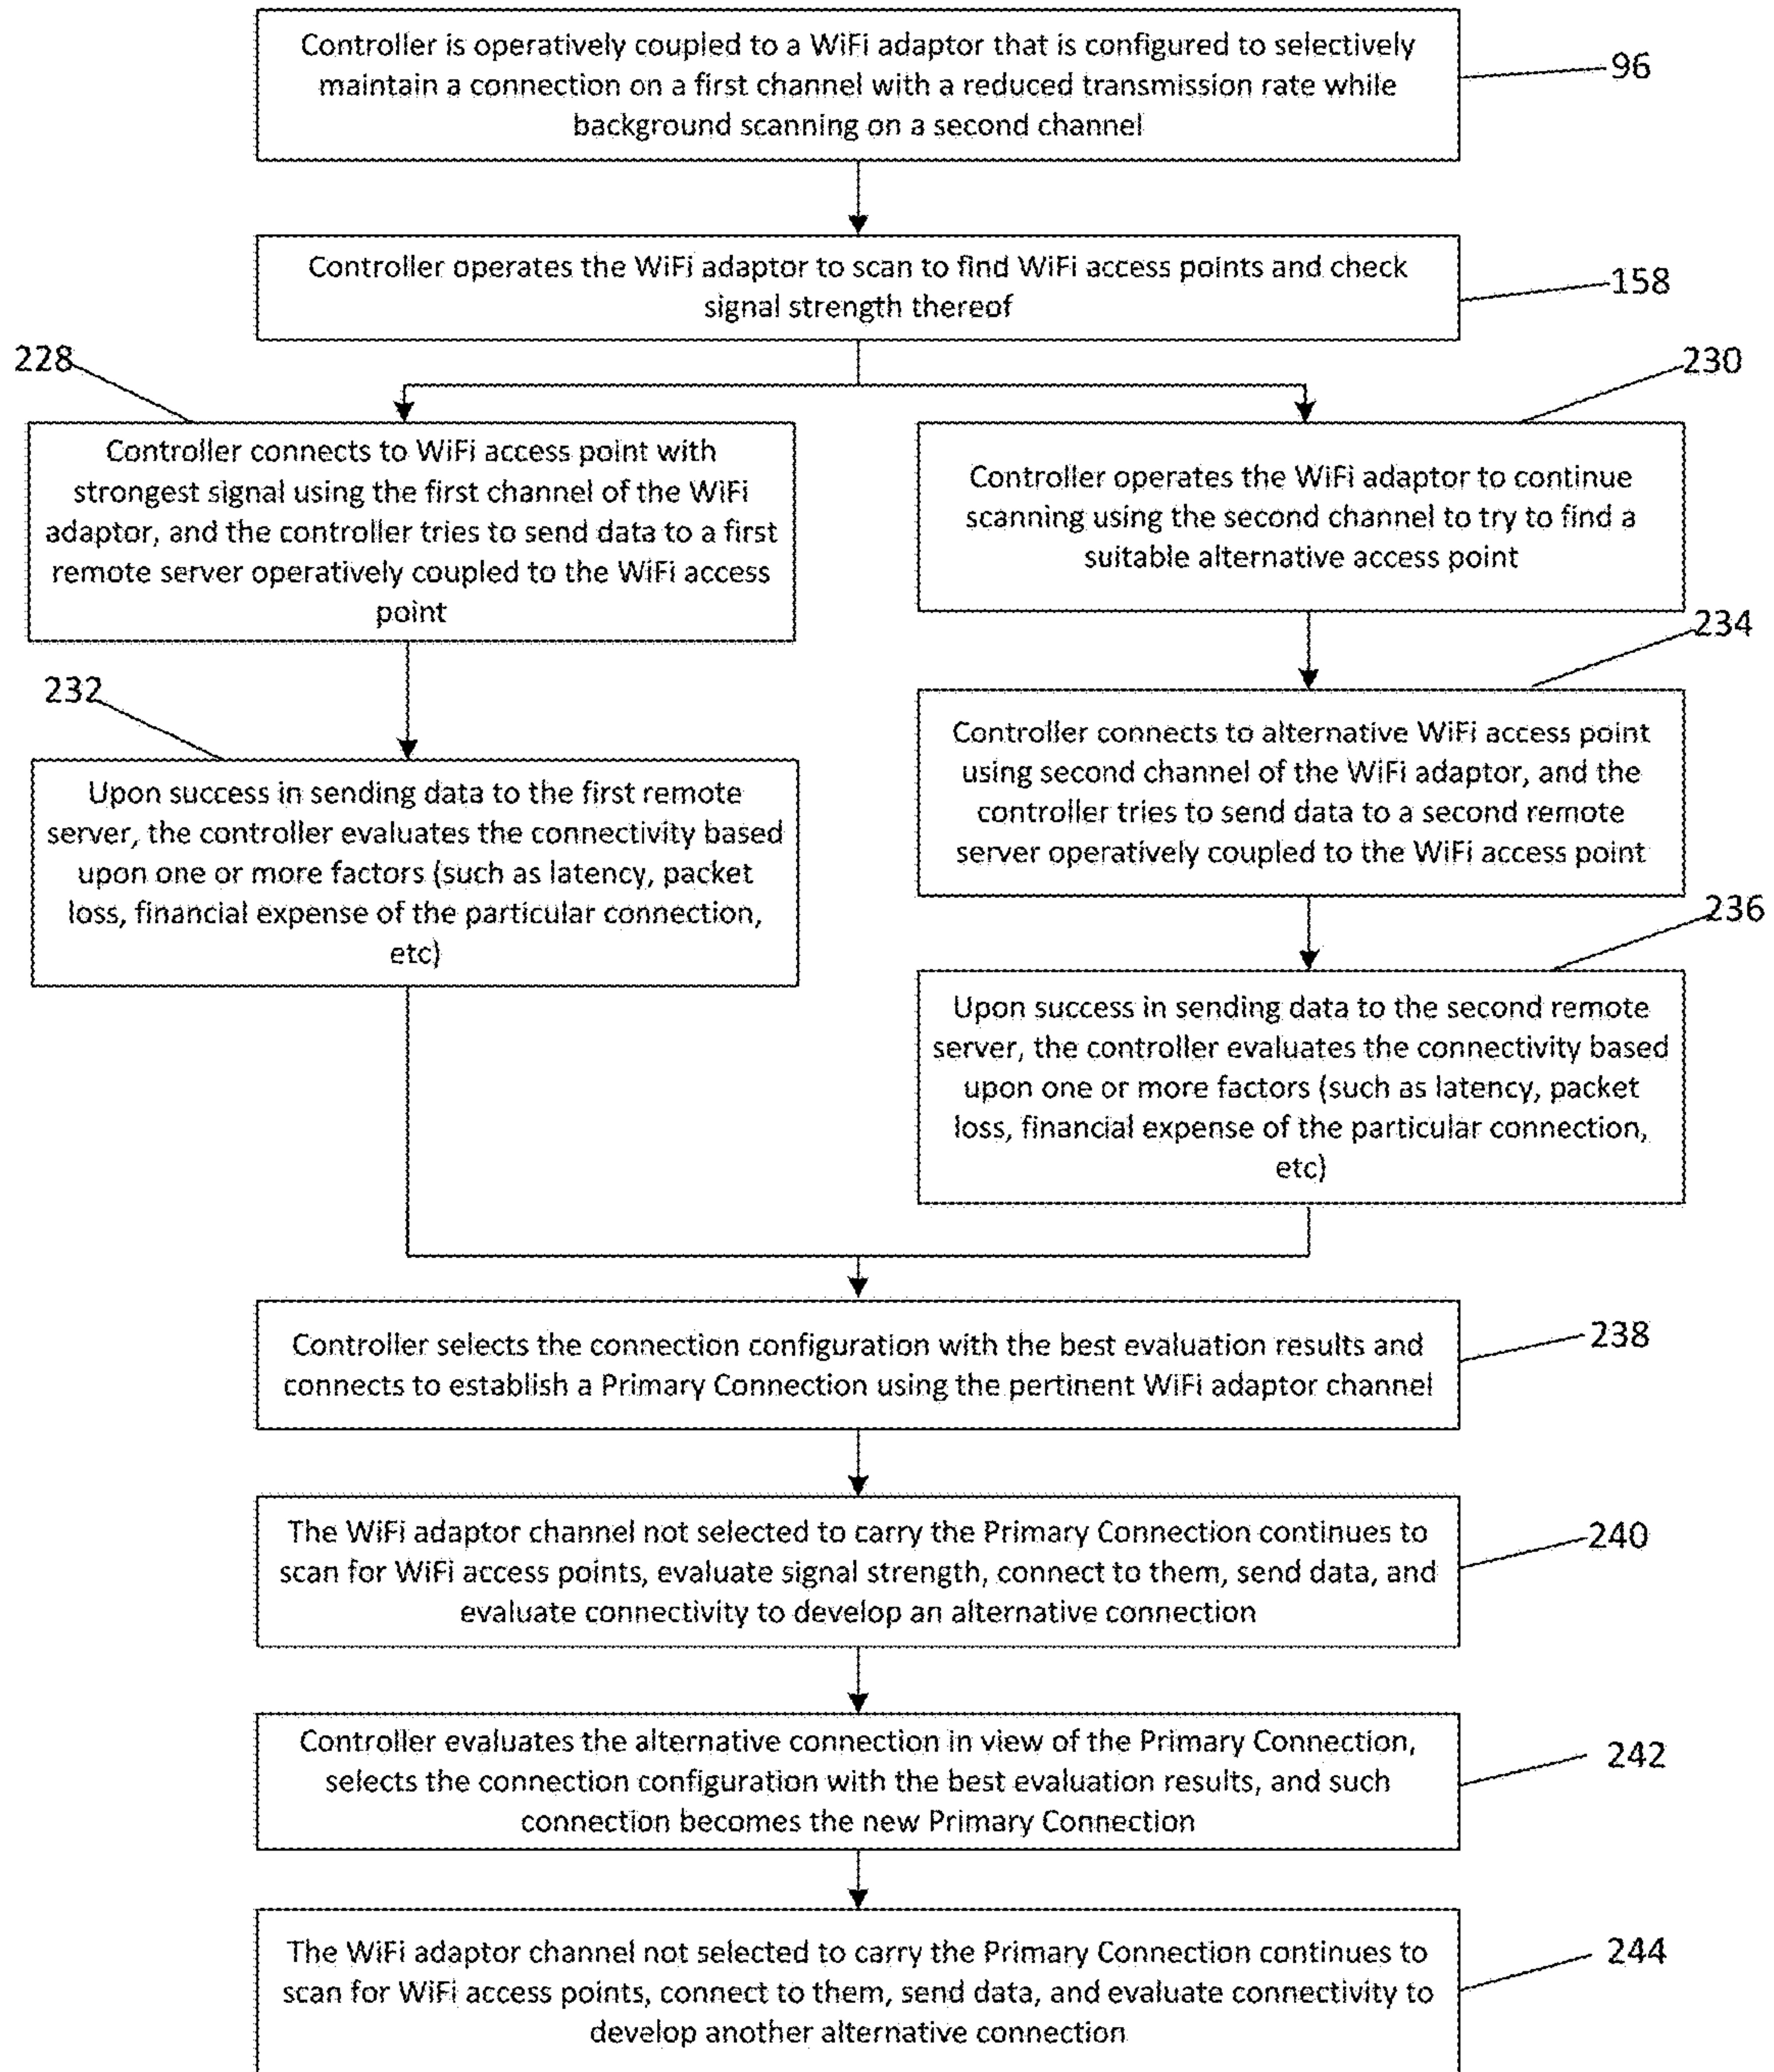 Controller is operatively coupled to a WiFi adaptor that is configured to selectively
maintain a connection on a first channel with a reduced transmission rate while
background scanning on a second channel
96
Controller operates the WiFi adaptor to scan to find WiFi access points and check
signal strength thereof
158
228
Controller connects to WiFi access point with
strongest signal using the first channel of the WiFi
adaptor, and the controller tries to send data to a first
remote server operatively coupled to the WiFi access
point
230
Controller operates the WiFi adaptor to continue
scanning using the second channel to try to find a
suitable alternative access point
232
Upon success in sending data to the first remote
server, the controller evaluates the connectivity based
upon one or more factors (such as latency, packet
loss, financial expense of the particular connection,
etc)
234
Controller connects to alternative WiFi access point
using second channel of the WiFi adaptor, and the
controller tries to send data to a second remote
server operatively coupled to the WiFi access point
236
Upon success in sending data to the second remote
server, the controller evaluates the connectivity based
upon one or more factors (such as latency, packet
loss, financial expense of the particular connection,
etc)
Controller selects the connection configuration with the best evaluation results and
connects to establish a Primary Connection using the pertinent WiFi adaptor channel
238
The WiFi adaptor channel not selected to carry the Primary Connection continues to
scan for WiFi access points, evaluate signal strength, connect to them, send data, and
evaluate connectivity to develop an alternative connection
240
Controller evaluates the alternative connection in view of the Primary Connection,
selects the connection configuration with the best evaluation results, and such
connection becomes the new Primary Connection
242
The WiFi adaptor channel not selected to carry the Primary Connection continues to
scan for WiFi access points, connect to them, send data, and evaluate connectivity to
develop another alternative connection
244